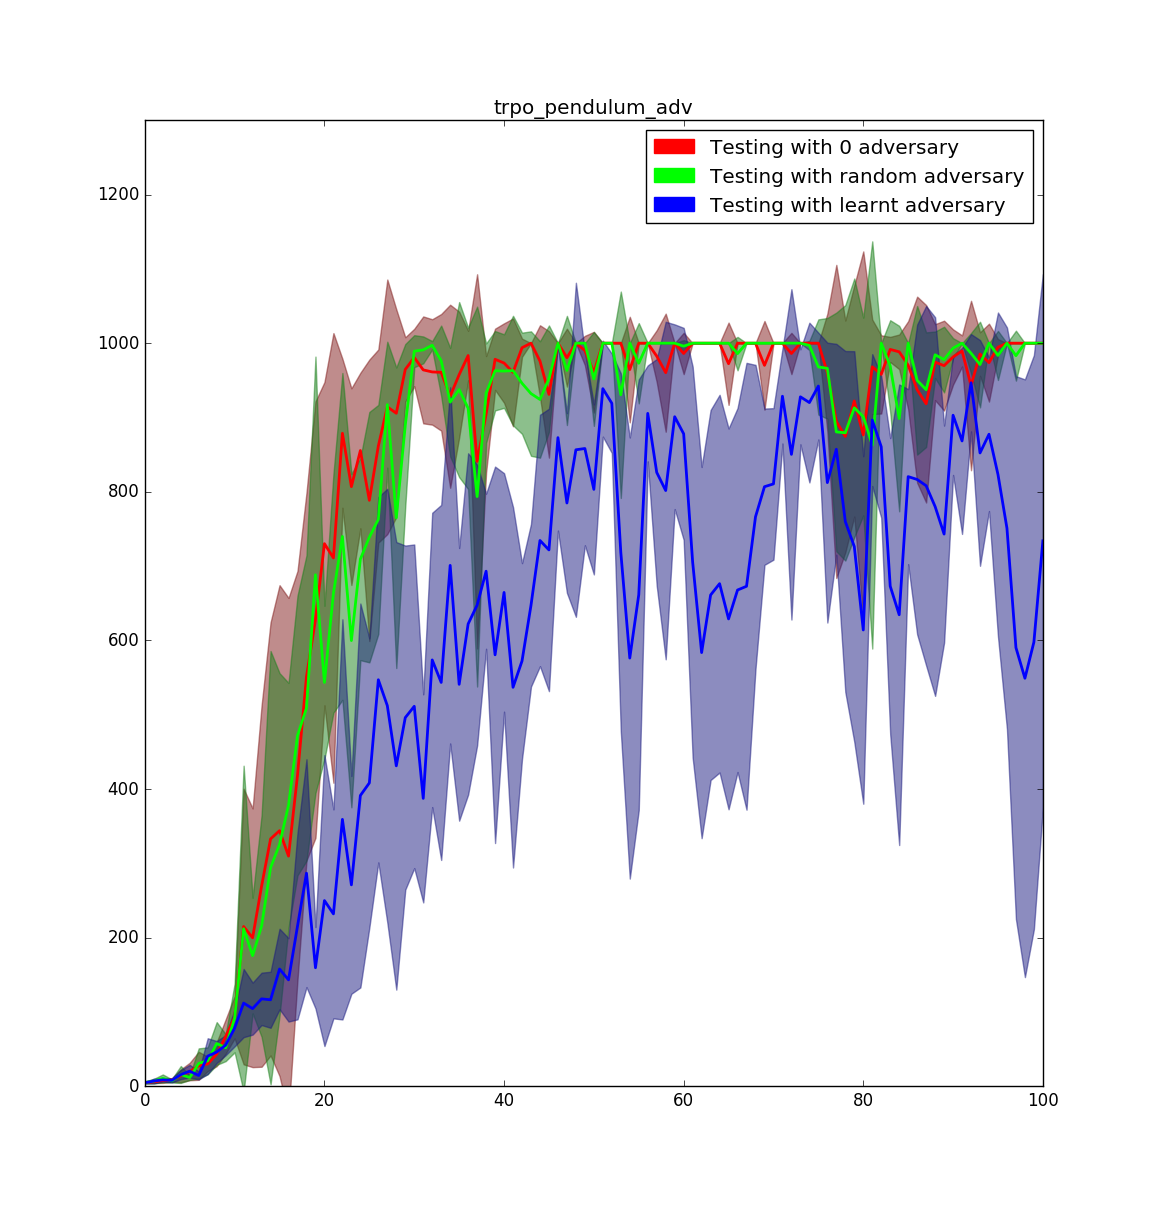 trpo_pendulum_adv
Testing with 0 adversary
Testing with random adversary
Testing with learnt adversary
1200
1000
800
600
400
200
0
0 20 40 60 80 100